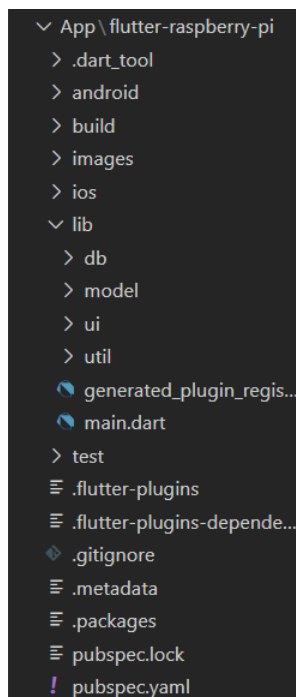 App\flutter-raspberry-pi
.dart_tool
android
build
images
ios
lib
db
model
ui
util
generated_plugin_regis...
main.dart
test
.flutter-plugins
.flutter-plugins-depende...
.gitignore
.metadata
.packages
pubspec.lock
! pubspec.yaml